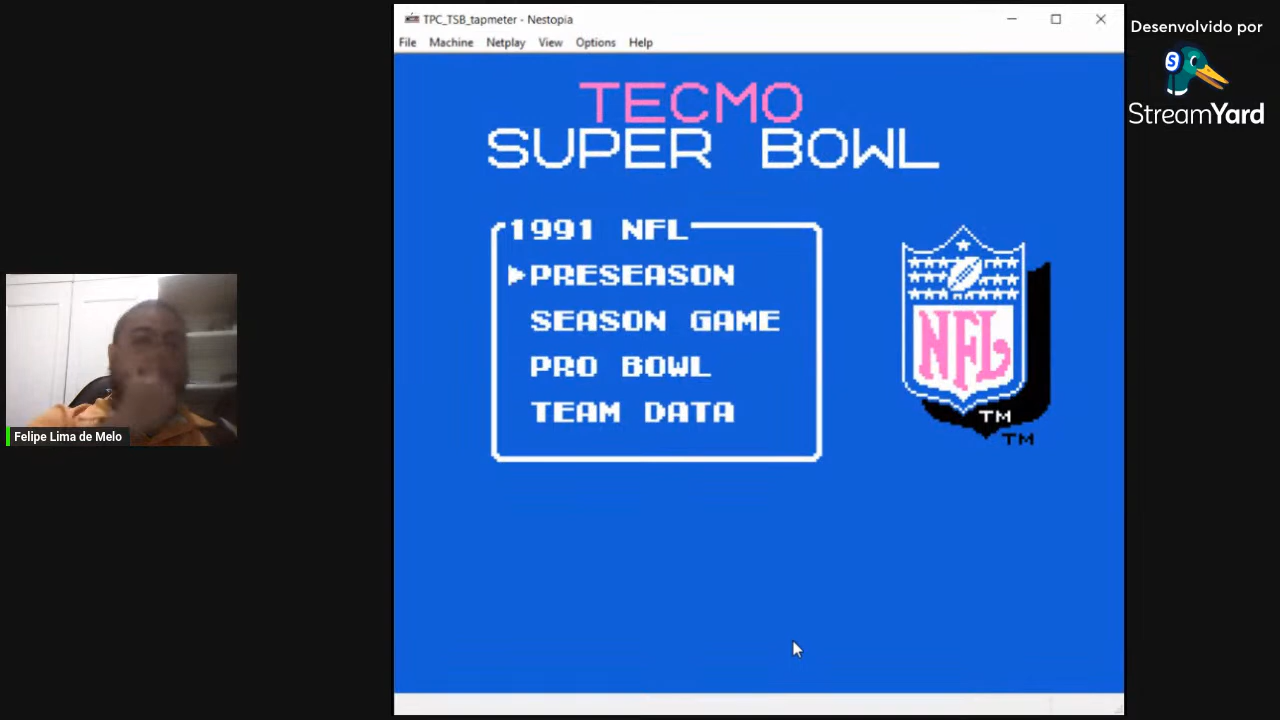 TPC_TSB_tapmeter - Nestopia
File Machine Netplay View Options Help
Desenvolvido por
S
StreamYard
TECMO
SUPER BOWL
1991 NFL
PRESEASON
SEASON GAME
PRO BOWL
TEAM DATA
NFL
TM
TM
Felipe Lima de Melo